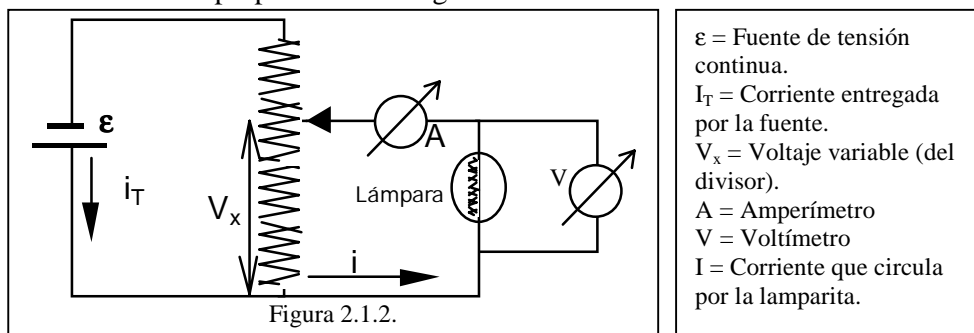 ε
i_T
V_x
A
Lámpara
V
i
Figura 2.1.2.
ε = Fuente de tensión
continua.
I_T = Corriente entregada
por la fuente.
V_x = Voltaje variable (del
divisor).
A = Amperímetro
V = Voltímetro
I = Corriente que circula
por la lamparita.